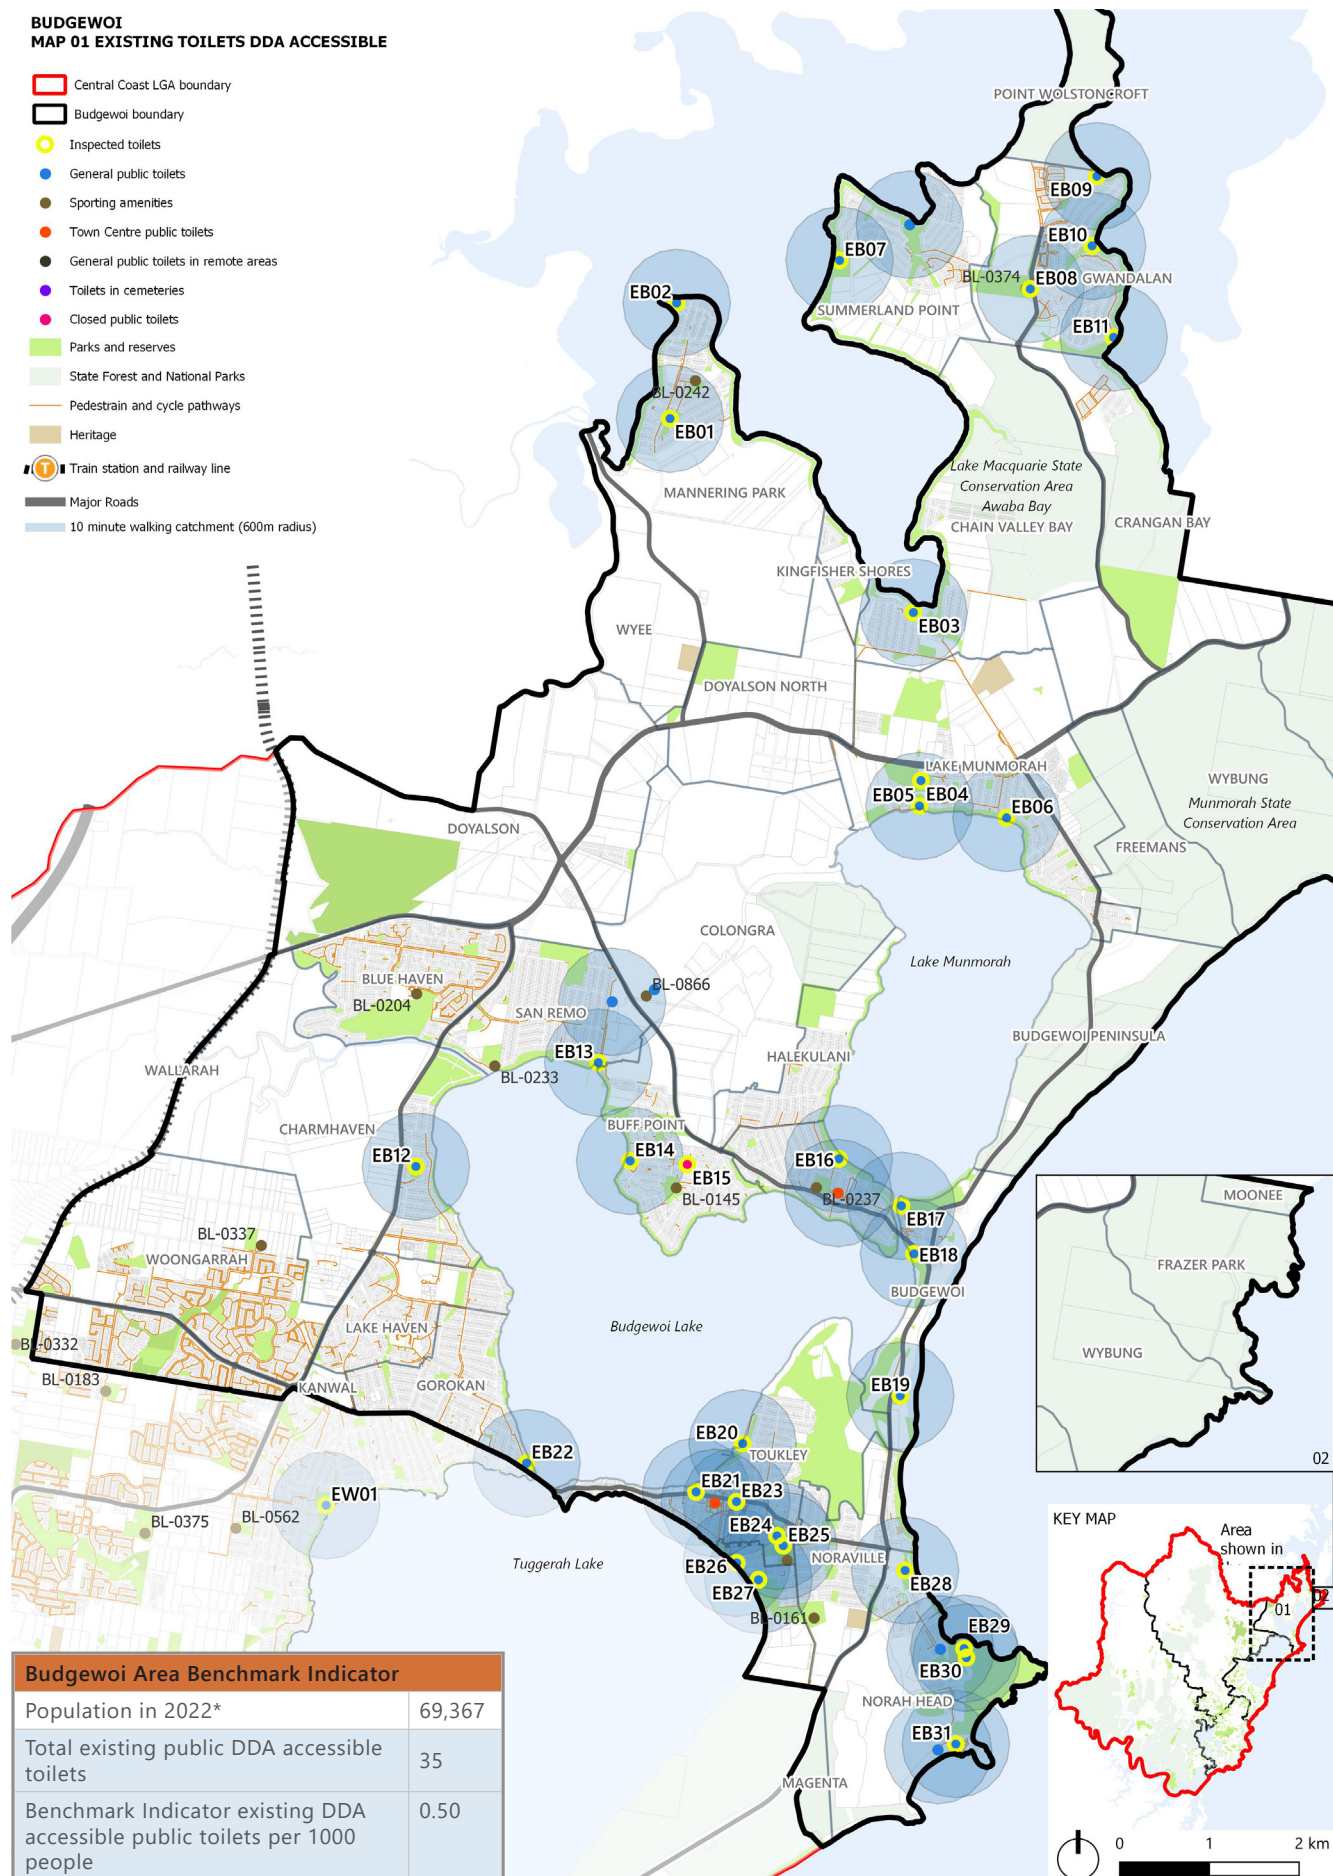 BUDGEWOI
MAP 01 EXISTING TOILETS DDA ACCESSIBLE
Central Coast LGA boundary
Budgewoi boundary
Inspected toilets
General public toilets
Sporting amenities
Town Centre public toilets
General public toilets in remote areas
Toilets in cemeteries
Closed public toilets
Parks and reserves
State Forest and National Parks
Pedestrain and cycle pathways
Heritage
T Train station and railway line
Major Roads
10 minute walking catchment (600m radius)
POINT WOLSTONCROFT
EB09
EB07
EB10
BL-0374
EB08
GWANDALAN
EB02
SUMMERLAND POINT
EB11
BL-0242
EB01
Lake Macquarie State
Conservation Area
Awaba Bay
MANNERING PARK
CHAIN VALLEY BAY
CRANGAN BAY
KINGFISHER SHORES
EB03
WYEE
DOYALSON NORTH
LAKE MUNMORAH
WYBUNG
EB05
EB04
EB06
Munmorah State
Conservation Area
DOYALSON
FREEMANS
COLONGRA
Lake Munmorah
BLUE HAVEN
BL-0204
BL-0866
SAN REMO
BUDGEWOI PENINSULA
EB13
HALEKULANI
WALLARAH
BL-0233
CHARMHAVEN
BUFF POINT
EB12
EB14
EB15
EB16
BL-0145
BL-0237
EB17
MOONEE
BL-0337
EB18
WOONGARRAH
FRAZER PARK
BUDGEWOI
LAKE HAVEN
Budgewoi Lake
BL-0332
WYBUNG
BL-0183
KANWAL
GOROKAN
EB19
EB20
EB22
TOUKLEY
02
EW01
EB21
EB23
BL-0375
BL-0562
EB24
EB25
KEY MAP
Area
shown in
Tuggerah Lake
EB26
NORAVILLE
EB27
EB28
01
02
BL-0161
EB29
EB30
NORAH HEAD
EB31
MAGENTA
Budgewoi Area Benchmark Indicator
Population in 2022* 69,367
Total existing public DDA accessible
toilets 35
Benchmark Indicator existing DDA 0.50
accessible public toilets per 1000
people
0 1 2 km